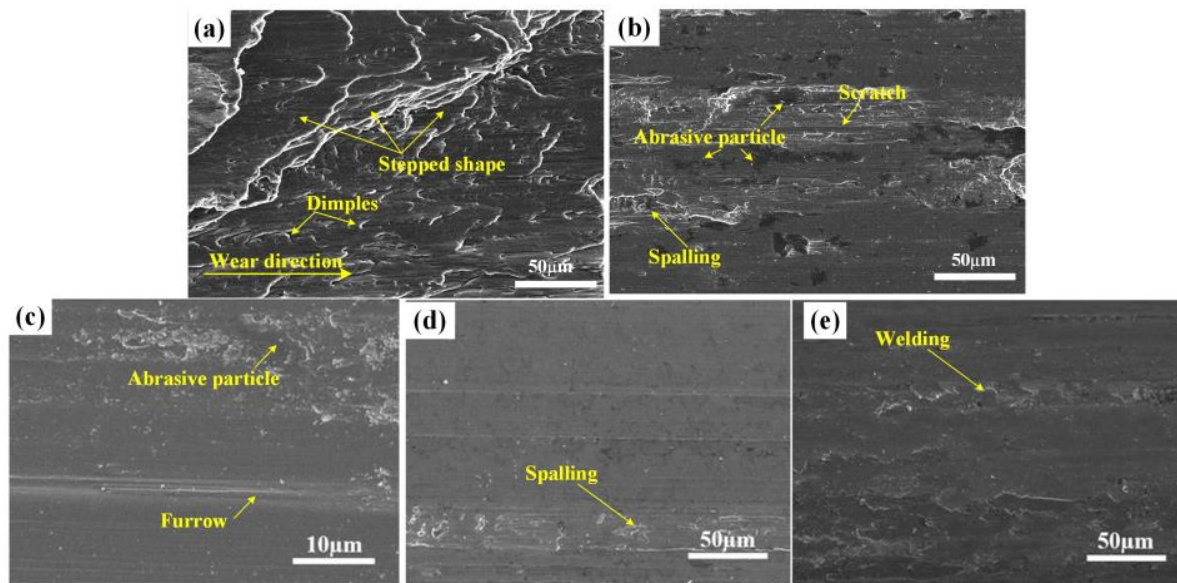 (a)
Stepped shape
Dimples
Wear direction
50μm
(b)
Scratch
Abrasive particle
Spalling
50μm
(c)
Abrasive particle
Furrow
10μm
(d)
Spalling
50μm
(e)
Welding
50μm